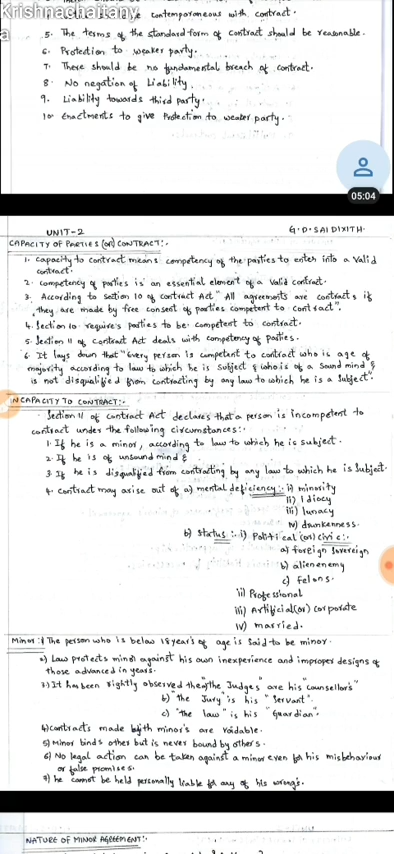 Krishnachaitany
a
contemporomeous with contract.
5. The terms of the standard form of contract should be reasonable.
6. Protection to weaker party.
7. There should be no fundamental breach of contract.
8. No negation of Liability.
9. Liability towards third party.
10. Enactments to give Protection to weaker party.
05:04
UNIT-2 G.D.SAI DIXITH.
CAPACITY OF PARTIES (OR) CONTRACT:-
1. capacity to contract means competency of the parties to enter into a valid
contract.
2. competency of parties is an essential element of a valid contract.
3. According to section 10 of contract Act "All agreements are contracts if
they are made by free consent of parties competent to contract".
4. Section 10 requires parties to be competent to contract.
5. Section 11 of contract Act deals with competency of parties.
6. It lays down that "Every person is competent to contract who is age of
majority according to law to which he is subject & who is of a sound mind &
is not disqualified from contracting by any law to which he is a subject".
NCAPACITY TO CONTRACT:-
Section 11 of contract Act declares that a person is incompetent to
contract under the following circumstances:-
1. If he is a minor, according to law to which he is subject.
2. If he is of unsound mind &
3. If he is disqualified from contracting by any law to which he is subject.
4. contract may arise out of a) mental deficiency:- i) minority
ii) Idiocy
iii) lunacy
iv) drunkenness.
b) status:- i) Political (or) civic:-
a) foreign sovereign
b) alien enemy
c) felons.
ii) Professional
iii) Artificial (or) corporate
iv) married.
Minor:- The person who is below 18 years of age is said to be minor.
2) Law protects minor against his own inexperience and improper designs of
those advanced in years.
3) It has been rightly observed that a) "The Judges" are his "counsellors"
b) "the Jury" is his "servant".
c) "the law" is his "Guardian".
4) contracts made with minor's are voidable.
5) Minor binds others but is never bound by others.
6) No legal action can be taken against a minor even for his misbehaviour
or false promises.
7) he cannot be held personally liable for any of his wrongs.
NATURE OF MINOR AGREEMENT:-